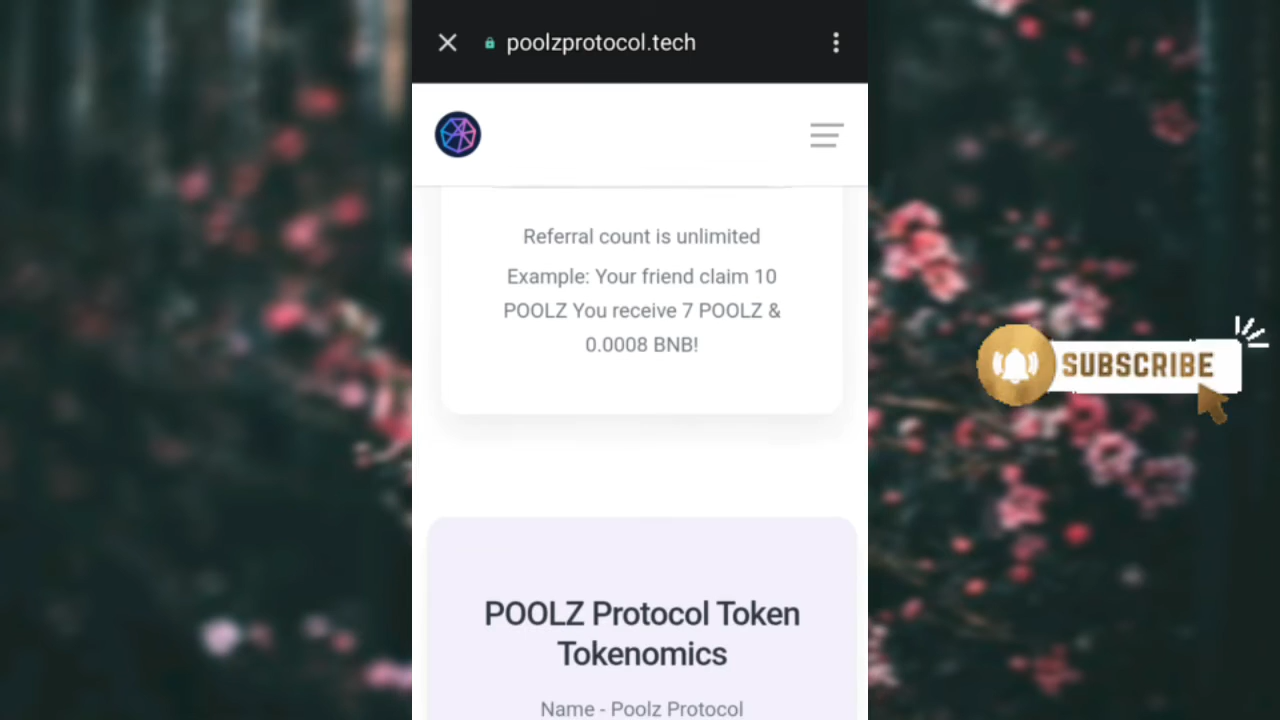 poolzprotocol.tech
Referral count is unlimited
Example: Your friend claim 10
POOLZ You receive 7 POOLZ &
0.0008 BNB!
SUBSCRIBE
POOLZ Protocol Token
Tokenomics
Name - Poolz Protocol